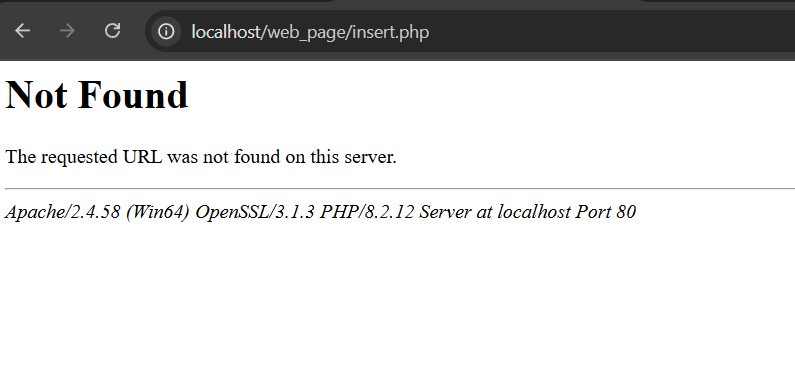 localhost/web_page/insert.php
Not Found
The requested URL was not found on this server.
Apache/2.4.58 (Win64) OpenSSL/3.1.3 PHP/8.2.12 Server at localhost Port 80